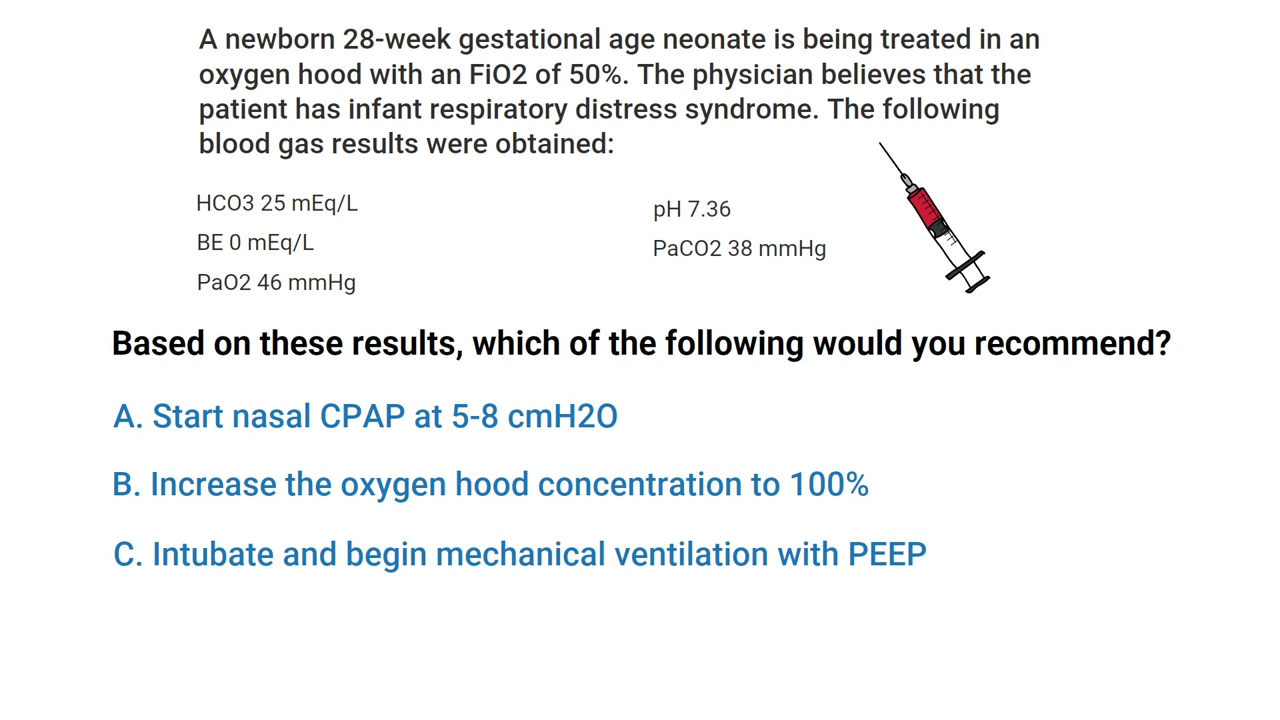 A newborn 28-week gestational age neonate is being treated in an
oxygen hood with an FiO2 of 50%. The physician believes that the
patient has infant respiratory distress syndrome. The following
blood gas results were obtained:
HCO3 25 mEq/L
BE 0 mEq/L
PaO2 46 mmHg
pH 7.36
PaCO2 38 mmHg
Based on these results, which of the following would you recommend?
A. Start nasal CPAP at 5-8 cmH2O
B. Increase the oxygen hood concentration to 100%
C. Intubate and begin mechanical ventilation with PEEP